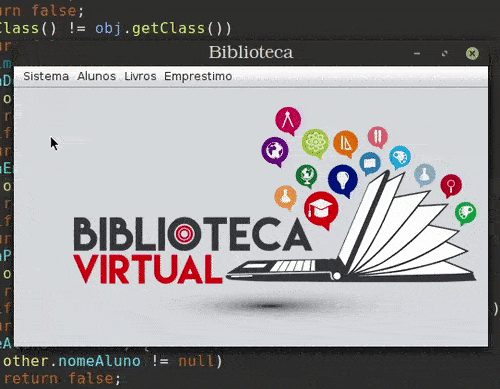 urn false;
Class() != obj.getClass())
Biblioteca
Sistema Alunos Livros Emprestimo
BIBLIOTECA
VIRTUAL
other.nomeAluno != null)
return false;